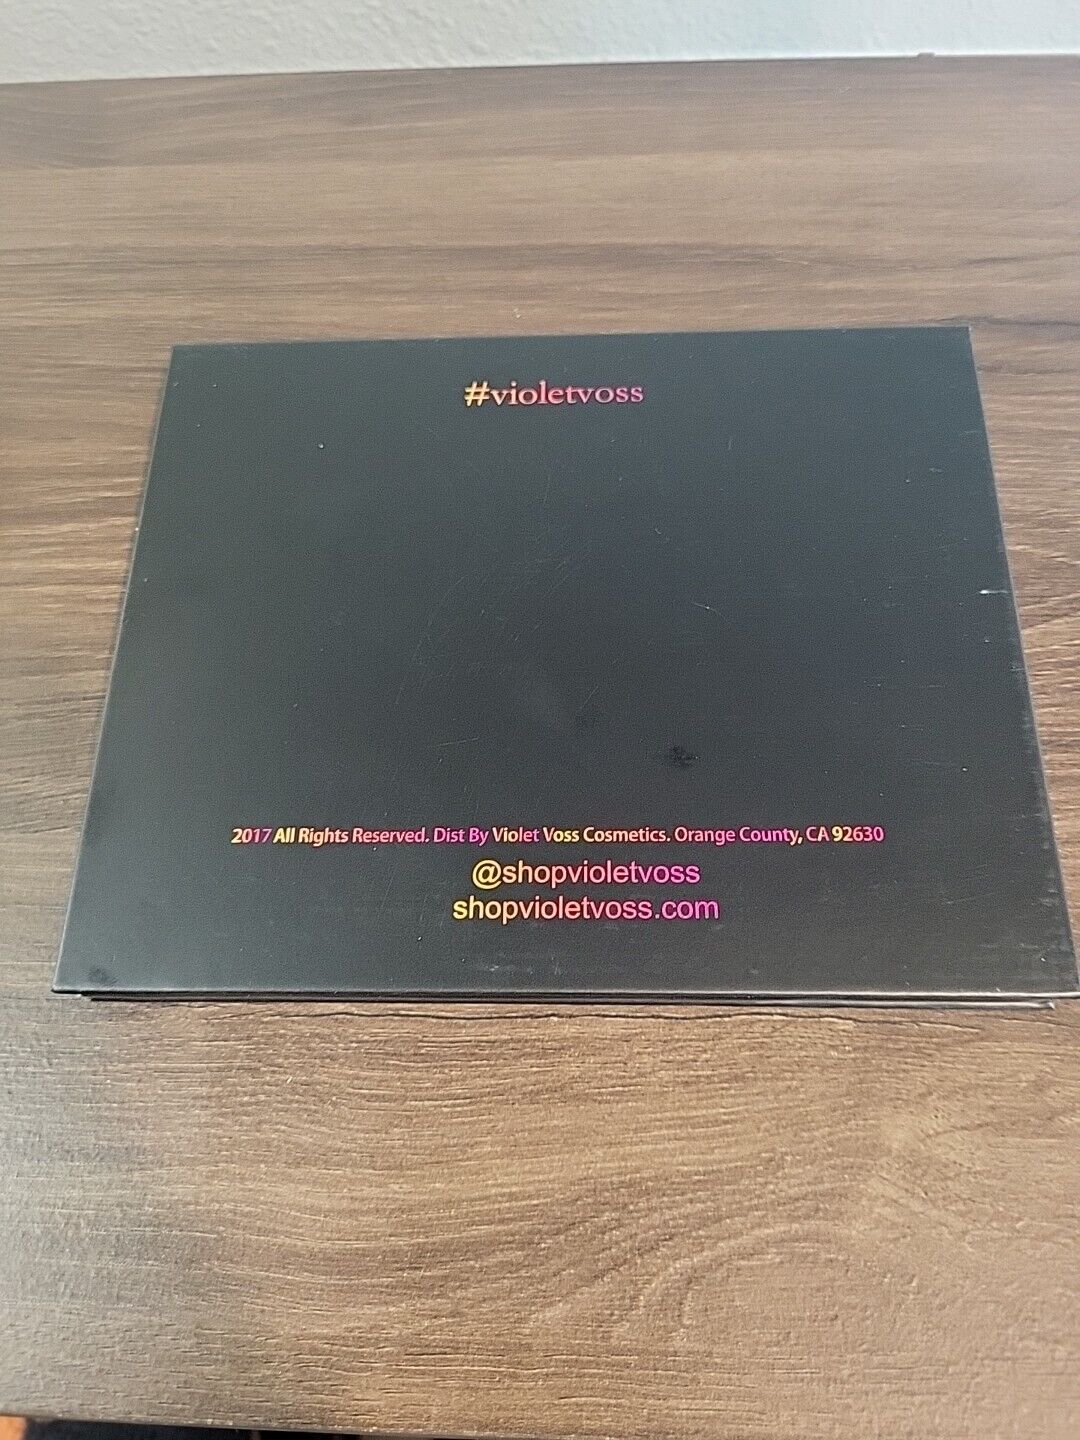 #violetvoss
2017 All Rights Reserved. Dist By Violet Voss Cosmetics. Orange County, CA 92630
@shopvioletvoss
shopvioletvoss.com